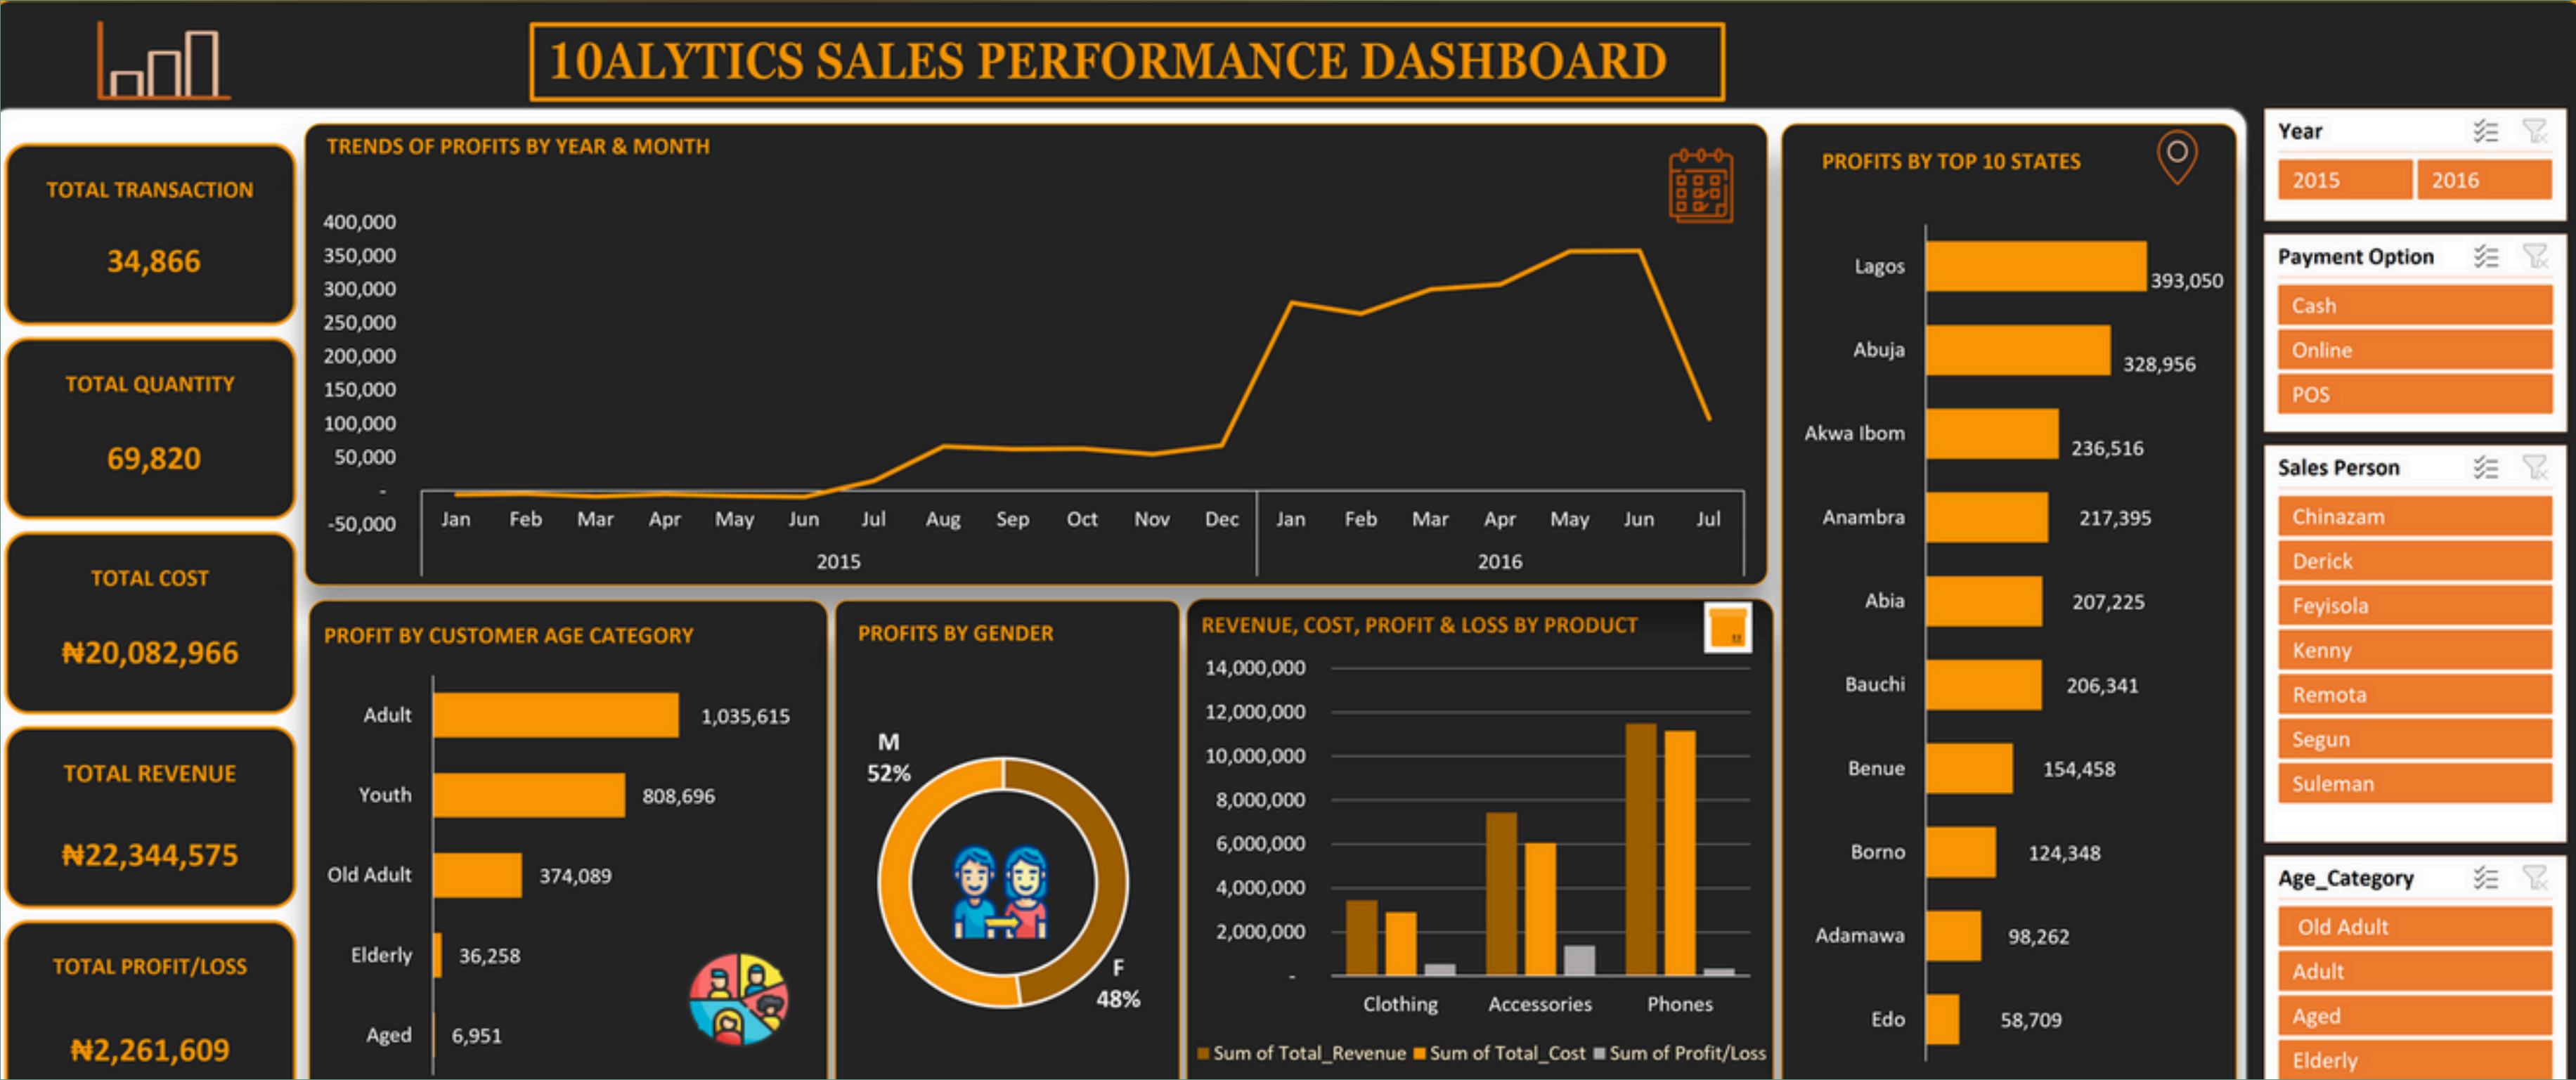 10ALYTICS SALES PERFORMANCE DASHBOARD
TOTAL TRANSACTION
34,866
TOTAL QUANTITY
69,820
TOTAL COST
₦20,082,966
TOTAL REVENUE
₦22,344,575
TOTAL PROFIT/LOSS
₦2,261,609
TRENDS OF PROFITS BY YEAR & MONTH
400,000
350,000
300,000
250,000
200,000
150,000
100,000
50,000
-
-50,000
Jan Feb Mar Apr May Jun Jul Aug Sep Oct Nov Dec Jan Feb Mar Apr May Jun Jul
2015 2016
PROFIT BY CUSTOMER AGE CATEGORY
Adult 1,035,615
Youth 808,696
Old Adult 374,089
Elderly 36,258
Aged 6,951
PROFITS BY GENDER
M
52%
F
48%
REVENUE, COST, PROFIT & LOSS BY PRODUCT
14,000,000
12,000,000
10,000,000
8,000,000
6,000,000
4,000,000
2,000,000
-
Clothing Accessories Phones
Sum of Total_Revenue Sum of Total_Cost Sum of Profit/Loss
PROFITS BY TOP 10 STATES
Lagos 393,050
Abuja 328,956
Akwa Ibom 236,516
Anambra 217,395
Abia 207,225
Bauchi 206,341
Benue 154,458
Borno 124,348
Adamawa 98,262
Edo 58,709
Year
2015 2016
Payment Option
Cash
Online
POS
Sales Person
Chinazam
Derick
Feyisola
Kenny
Remota
Segun
Suleman
Age_Category
Old Adult
Adult
Aged
Elderly